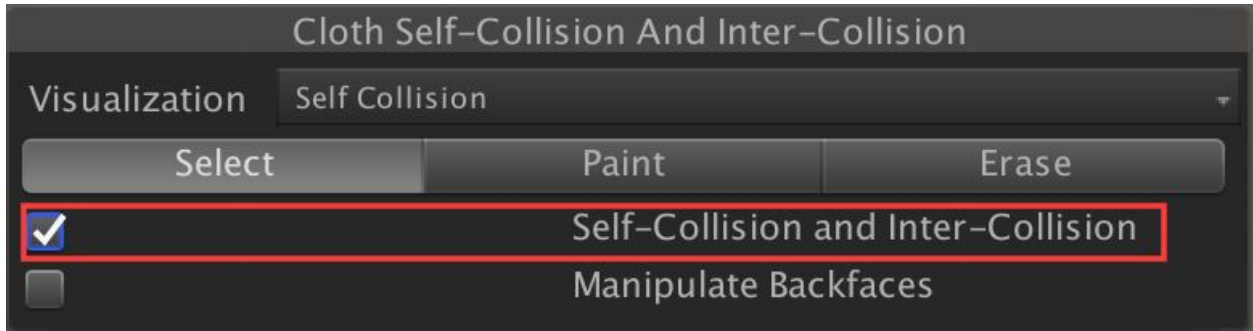 Cloth Self-Collision And Inter-Collision
Visualization Self Collision
Select Paint Erase
Self-Collision and Inter-Collision
Manipulate Backfaces